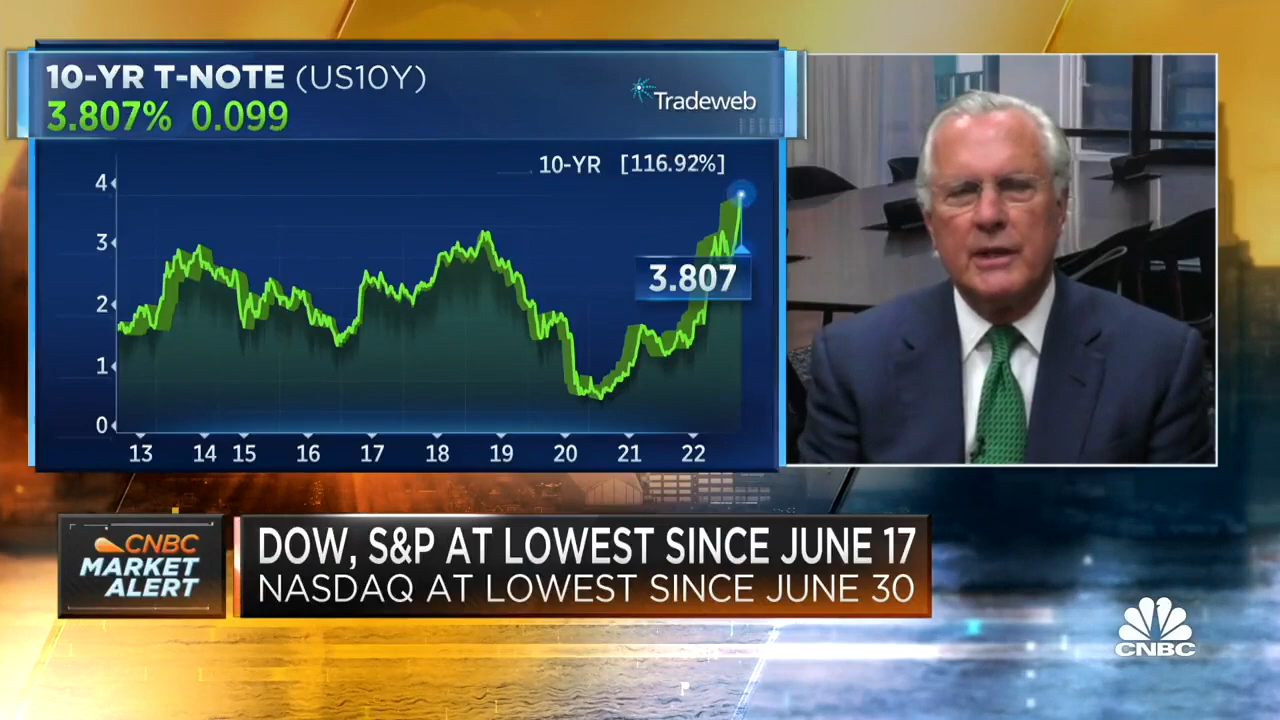 10-YR T-NOTE (US10Y)
3.807% 0.099
Tradeweb
10-YR [116.92%]
4
3
2
1
0
3.807
13 14 15 16 17 18 19 20 21 22
CNBC
MARKET
ALERT
DOW, S&P AT LOWEST SINCE JUNE 17
NASDAQ AT LOWEST SINCE JUNE 30
CNBC